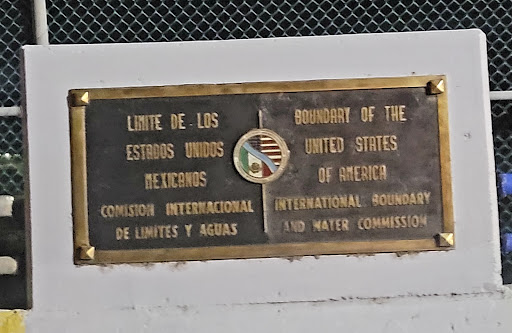 LIMITE DE LOS
ESTADOS UNIDOS
MEXICANOS
COMISION INTERNACIONAL
DE LIMITES Y AGUAS
BOUNDARY OF THE
UNITED STATES
OF AMERICA
INTERNATIONAL BOUNDARY
AND WATER COMMISSION